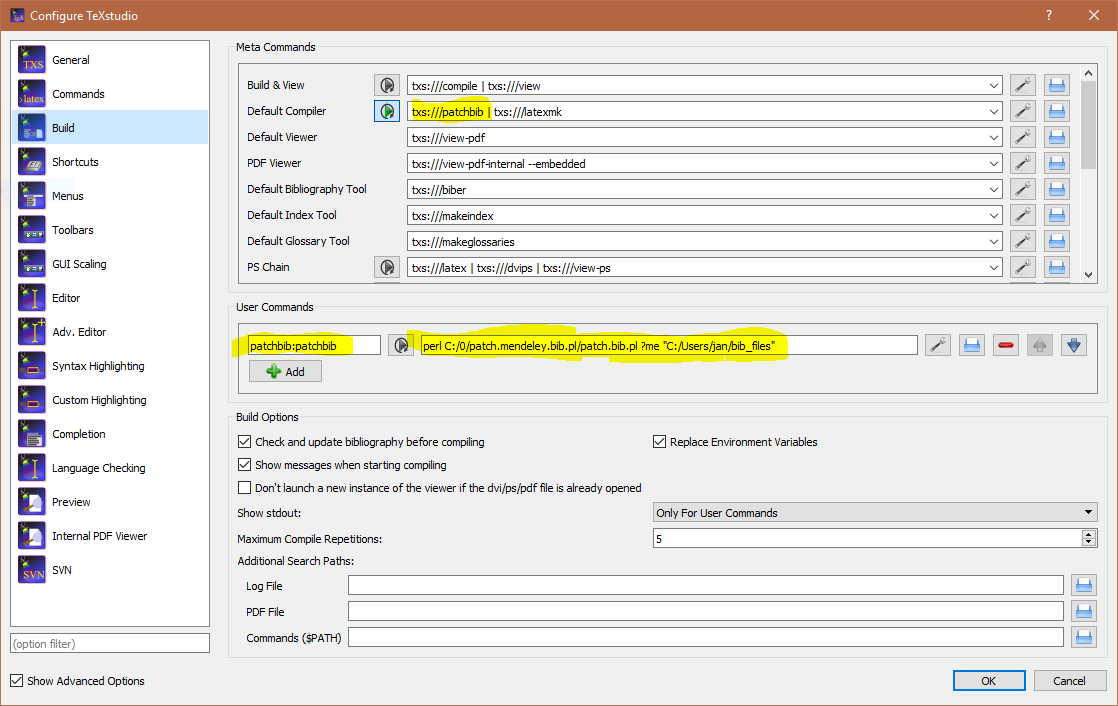 Configure TeXstudio
?
General
Commands
Build
Shortcuts
Menus
Toolbars
GUI Scaling
Editor
Adv. Editor
Syntax Highlighting
Custom Highlighting
Completion
Language Checking
Preview
Internal PDF Viewer
SVN
(option filter)
Show Advanced Options
Meta Commands
Build & View txs:///compile | txs:///view
Default Compiler txs:///patchbib | txs:///latexmk
Default Viewer txs:///view-pdf
PDF Viewer txs:///view-pdf-internal --embedded
Default Bibliography Tool txs:///biber
Default Index Tool txs:///makeindex
Default Glossary Tool txs:///makeglossaries
PS Chain txs:///latex | txs:///dvips | txs:///view-ps
User Commands
patchbib:patchbib perl C:/0/patch.mendeley.bib.pl/patch.bib.pl ?me "C:/Users/jan/bib_files"
Add
Build Options
Check and update bibliography before compiling Replace Environment Variables
Show messages when starting compiling
Don't launch a new instance of the viewer if the dvi/ps/pdf file is already opened
Show stdout: Only For User Commands
Maximum Compile Repetitions: 5
Additional Search Paths:
Log File
PDF File
Commands ($PATH)
OK Cancel